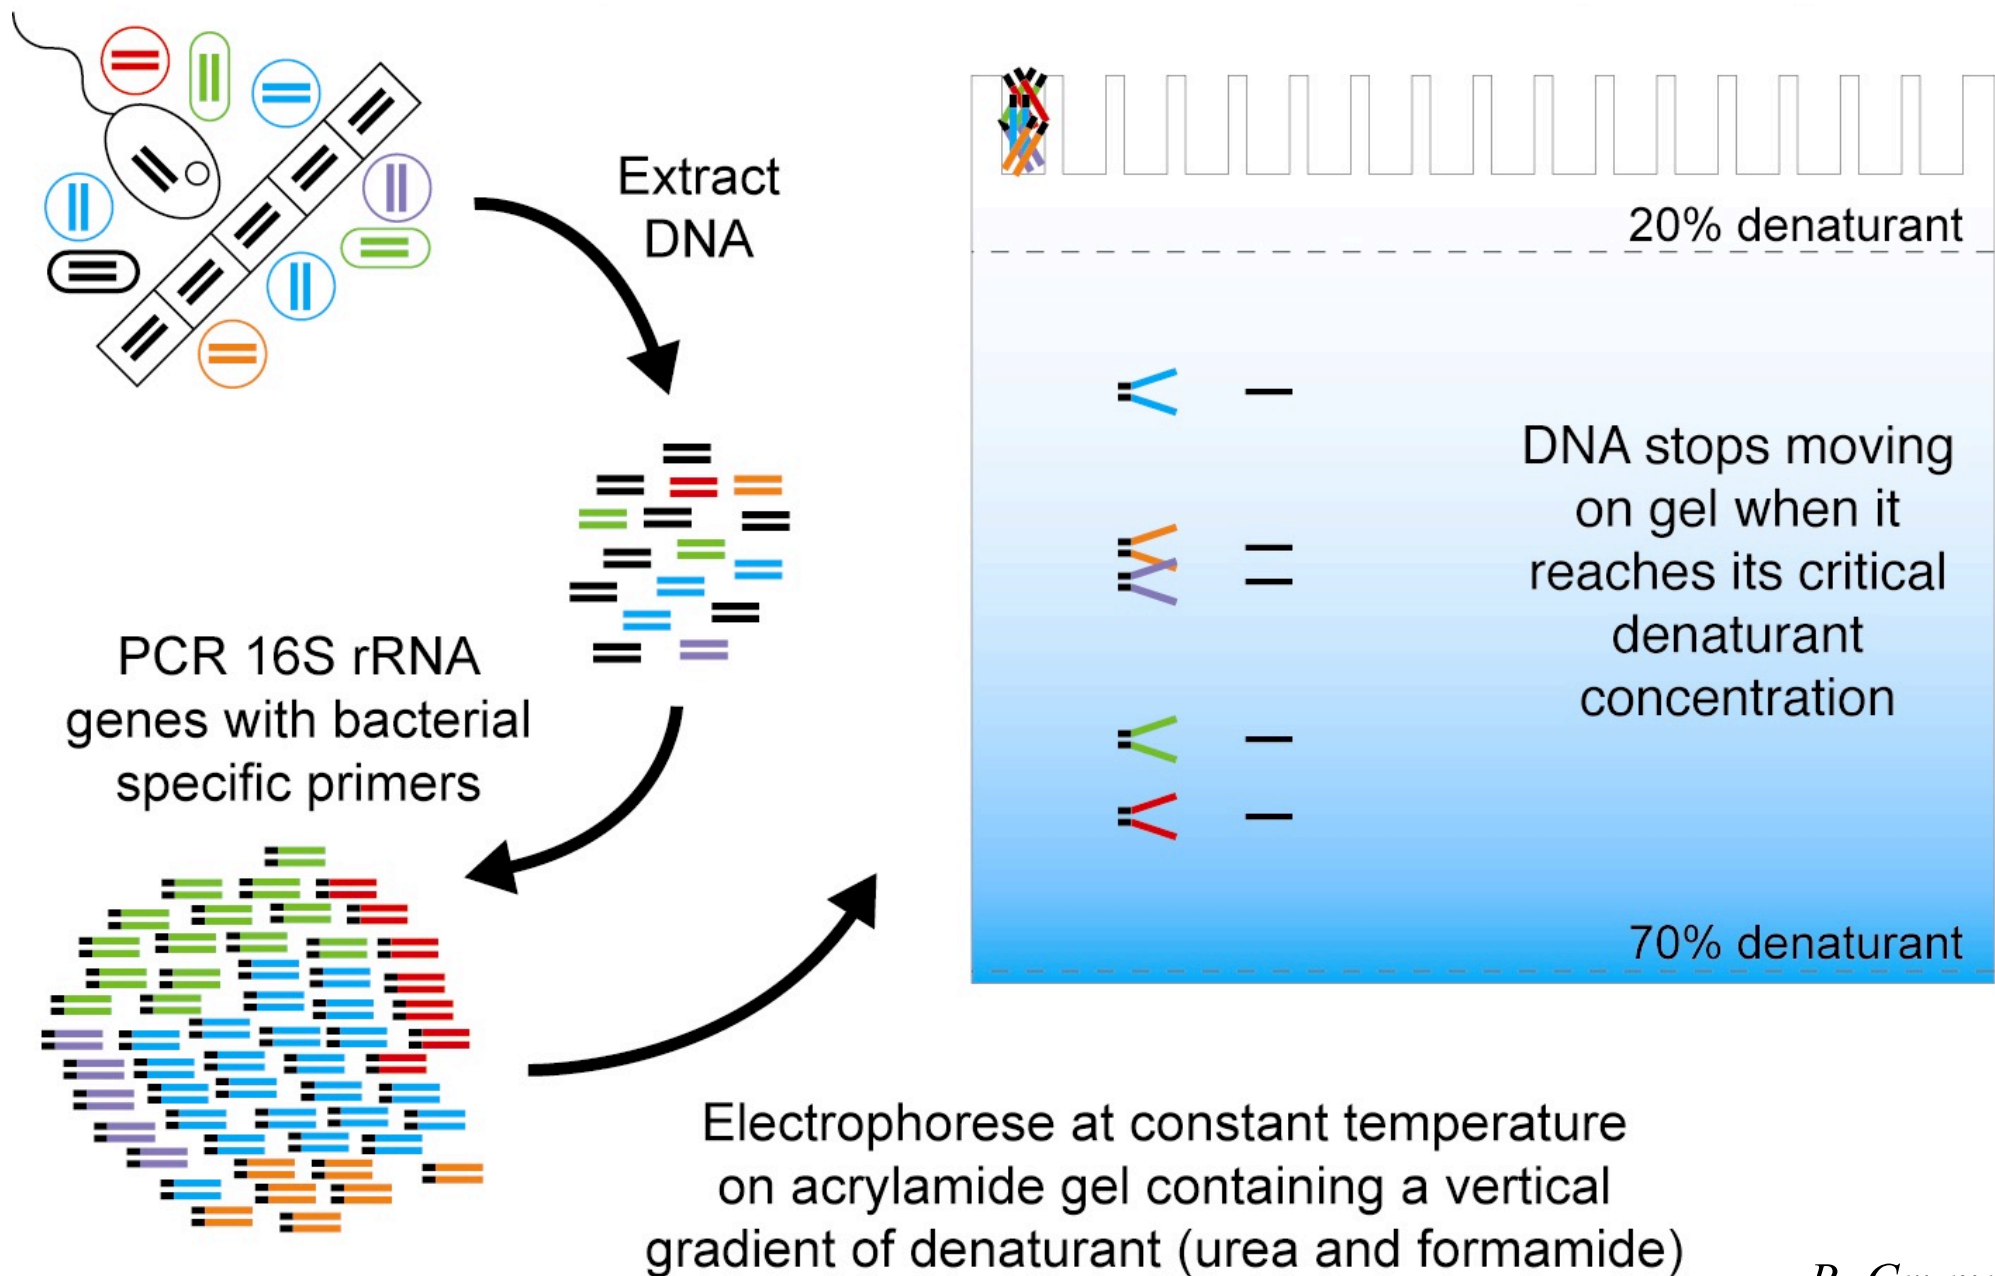 Extract
DNA
PCR 16S rRNA
genes with bacterial
specific primers
Electrophorese at constant temperature
on acrylamide gel containing a vertical
gradient of denaturant (urea and formamide)
20% denaturant
DNA stops moving
on gel when it
reaches its critical
denaturant
concentration
70% denaturant